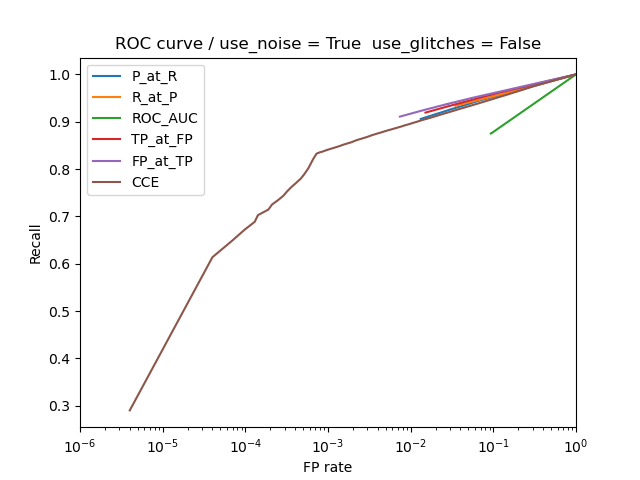 ROC curve / use_noise = True  use_glitches = False
P_at_R
R_at_P
ROC_AUC
TP_at_FP
FP_at_TP
CCE
Recall
1.0
0.9
0.8
0.7
0.6
0.5
0.4
0.3
10⁻⁶ 10⁻⁵ 10⁻⁴ 10⁻³ 10⁻² 10⁻¹ 10⁰
FP rate